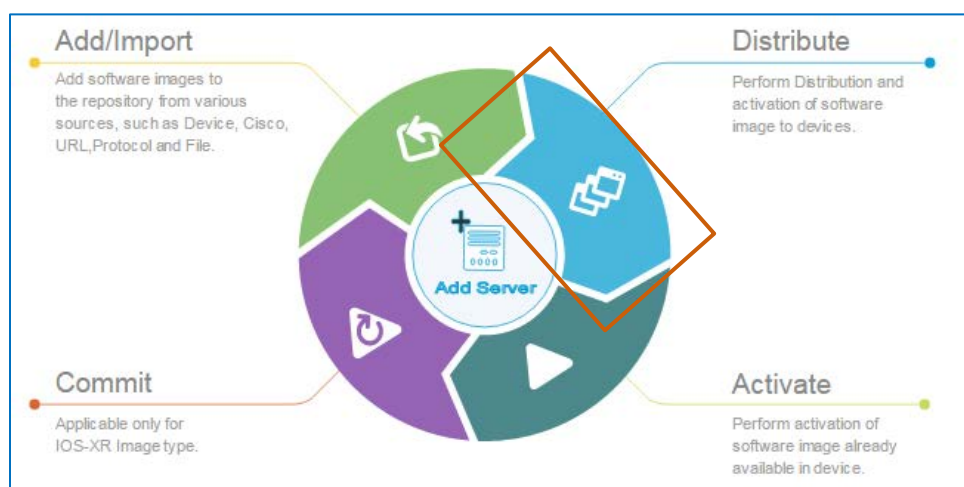 Add/Import
Add software images to
the repository from various
sources, such as Device, Cisco,
URL,Protocol and File.
Distribute
Perform Distribution and
activation of software
image to devices.
Add Server
Commit
Applicable only for
IOS-XR Image type.
Activate
Perform activation of
software image already
available in device.